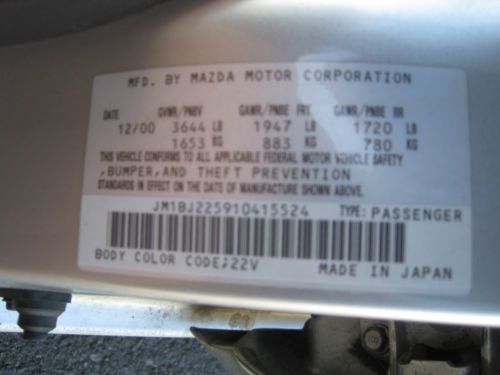 MFD. BY MAZDA MOTOR CORPORATION
DATE GVWR/PNBV GAWR/PNBE FRT GAWR/PNBE RR
12/00 3644 LB 1947 LB 1720 LB
1653 KG 883 KG 780 KG
THIS VEHICLE CONFORMS TO ALL APPLICABLE FEDERAL MOTOR VEHICLE SAFETY
,BUMPER,AND THEFT PREVENTION
STANDARDS IN EFFECT ON THE DATE OF MANUFACTURE SHOWN ABOVE.
JM1BJ225910415524 TYPE:PASSENGER
BODY COLOR CODE;22V MADE IN JAPAN